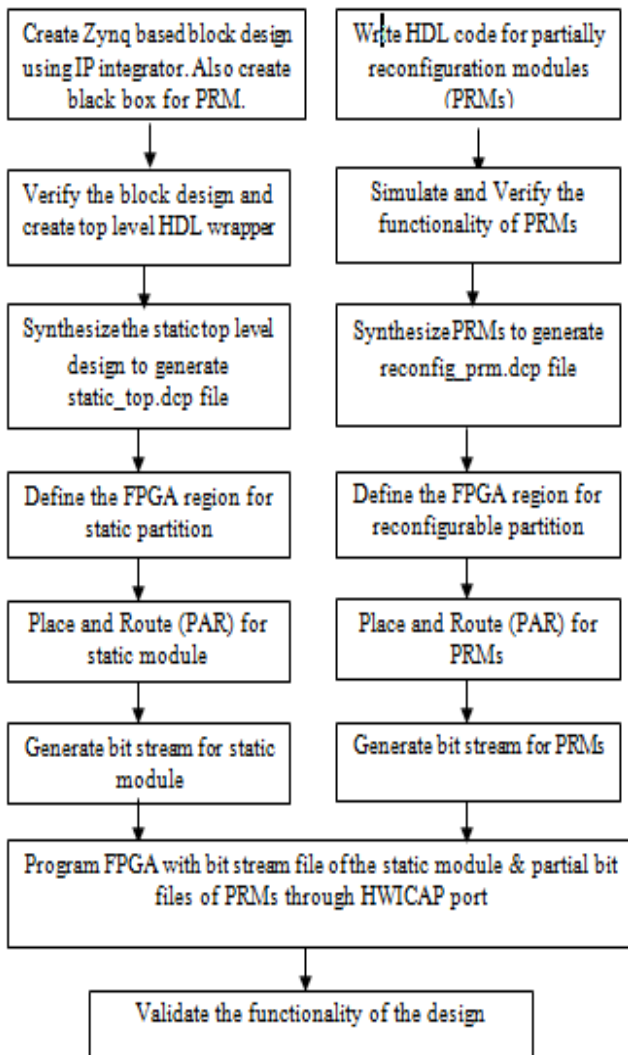 Create Zynq based block design
using IP integrator. Also create
black box for PRM.
Write HDL code for partially
reconfiguration modules
(PRMs)
Verify the block design and
create top level HDL wrapper
Simulate and Verify the
functionality of PRMs
Synthesize the static top level
design to generate
static_top.dcp file
Synthesize PRMs to generate
reconfig_prm.dcp file
Define the FPGA region for
static partition
Define the FPGA region for
reconfigurable partition
Place and Route (PAR) for
static module
Place and Route (PAR) for
PRMs
Generate bit stream for static
module
Generate bit stream for PRMs
Program FPGA with bit stream file of the static module & partial bit
files of PRMs through HWICAP port
Validate the functionality of the design